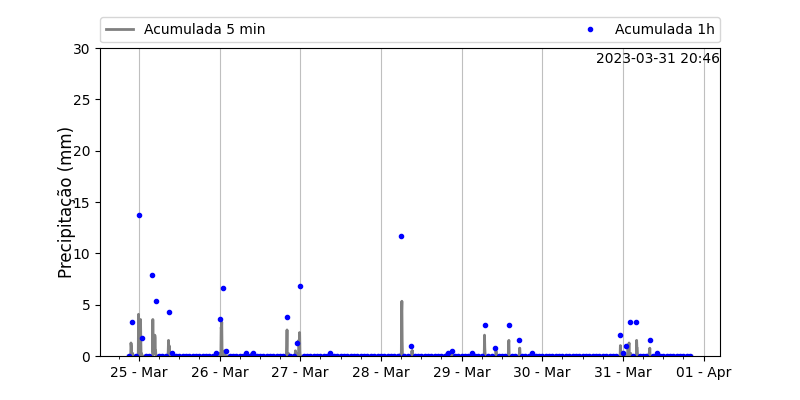 Acumulada 5 min
Acumulada 1h
2023-03-31 20:46
Precipitação (mm)
30
25
20
15
10
5
0
25 - Mar
26 - Mar
27 - Mar
28 - Mar
29 - Mar
30 - Mar
31 - Mar
01 - Apr